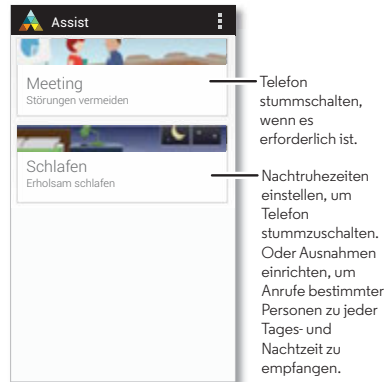 Assist
Meeting
Störungen vermeiden
Telefon
stummschalten,
wenn es
erforderlich ist.
Schlafen
Erholsam schlafen
Nachtruhezeiten
einstellen, um
Telefon
stummzuschalten.
Oder Ausnahmen
einrichten, um
Anrufe bestimmter
Personen zu jeder
Tages- und
Nachtzeit zu
empfangen.